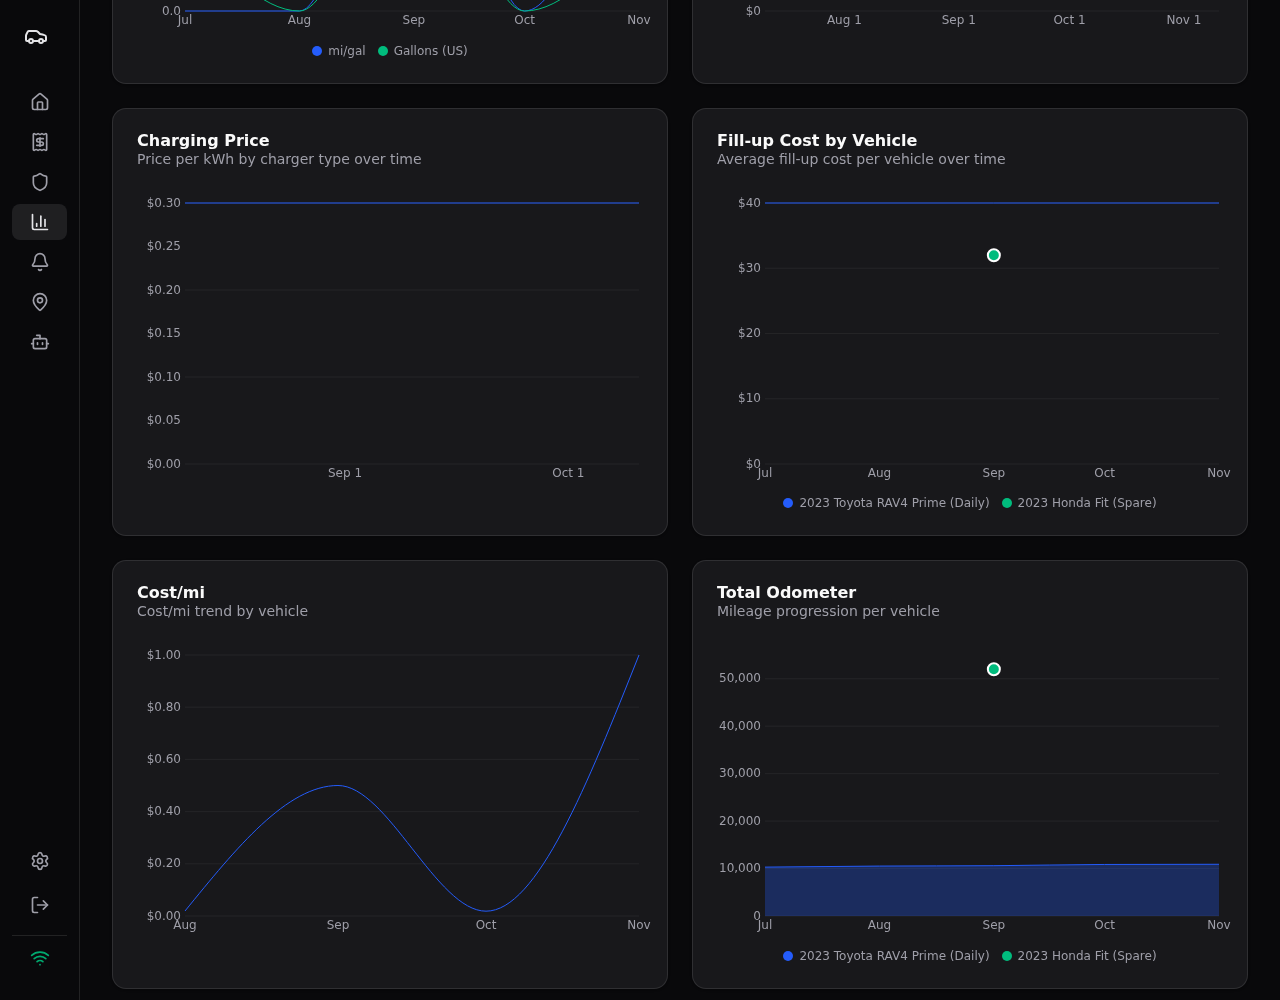 0.0
Jul Aug Sep Oct Nov
mi/gal Gallons (US)
$0
Aug 1 Sep 1 Oct 1 Nov 1
Charging Price
Price per kWh by charger type over time
$0.30
$0.25
$0.20
$0.15
$0.10
$0.05
$0.00
Sep 1 Oct 1
Fill-up Cost by Vehicle
Average fill-up cost per vehicle over time
$40
$30
$20
$10
$0
Jul Aug Sep Oct Nov
2023 Toyota RAV4 Prime (Daily) 2023 Honda Fit (Spare)
Cost/mi
Cost/mi trend by vehicle
$1.00
$0.80
$0.60
$0.40
$0.20
$0.00
Aug Sep Oct Nov
Total Odometer
Mileage progression per vehicle
50,000
40,000
30,000
20,000
10,000
0
Jul Aug Sep Oct Nov
2023 Toyota RAV4 Prime (Daily) 2023 Honda Fit (Spare)